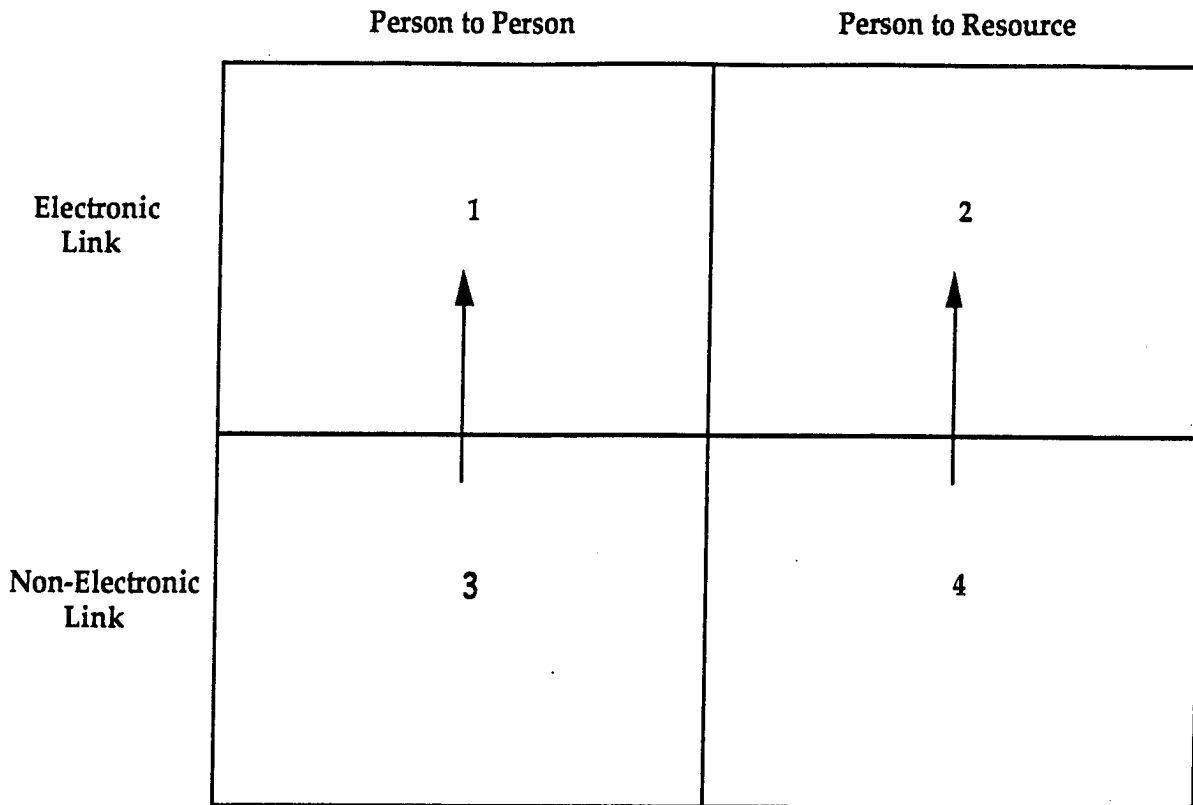 Person to Person
Person to Resource
Electronic
Link
1
2
Non-Electronic
Link
3
4